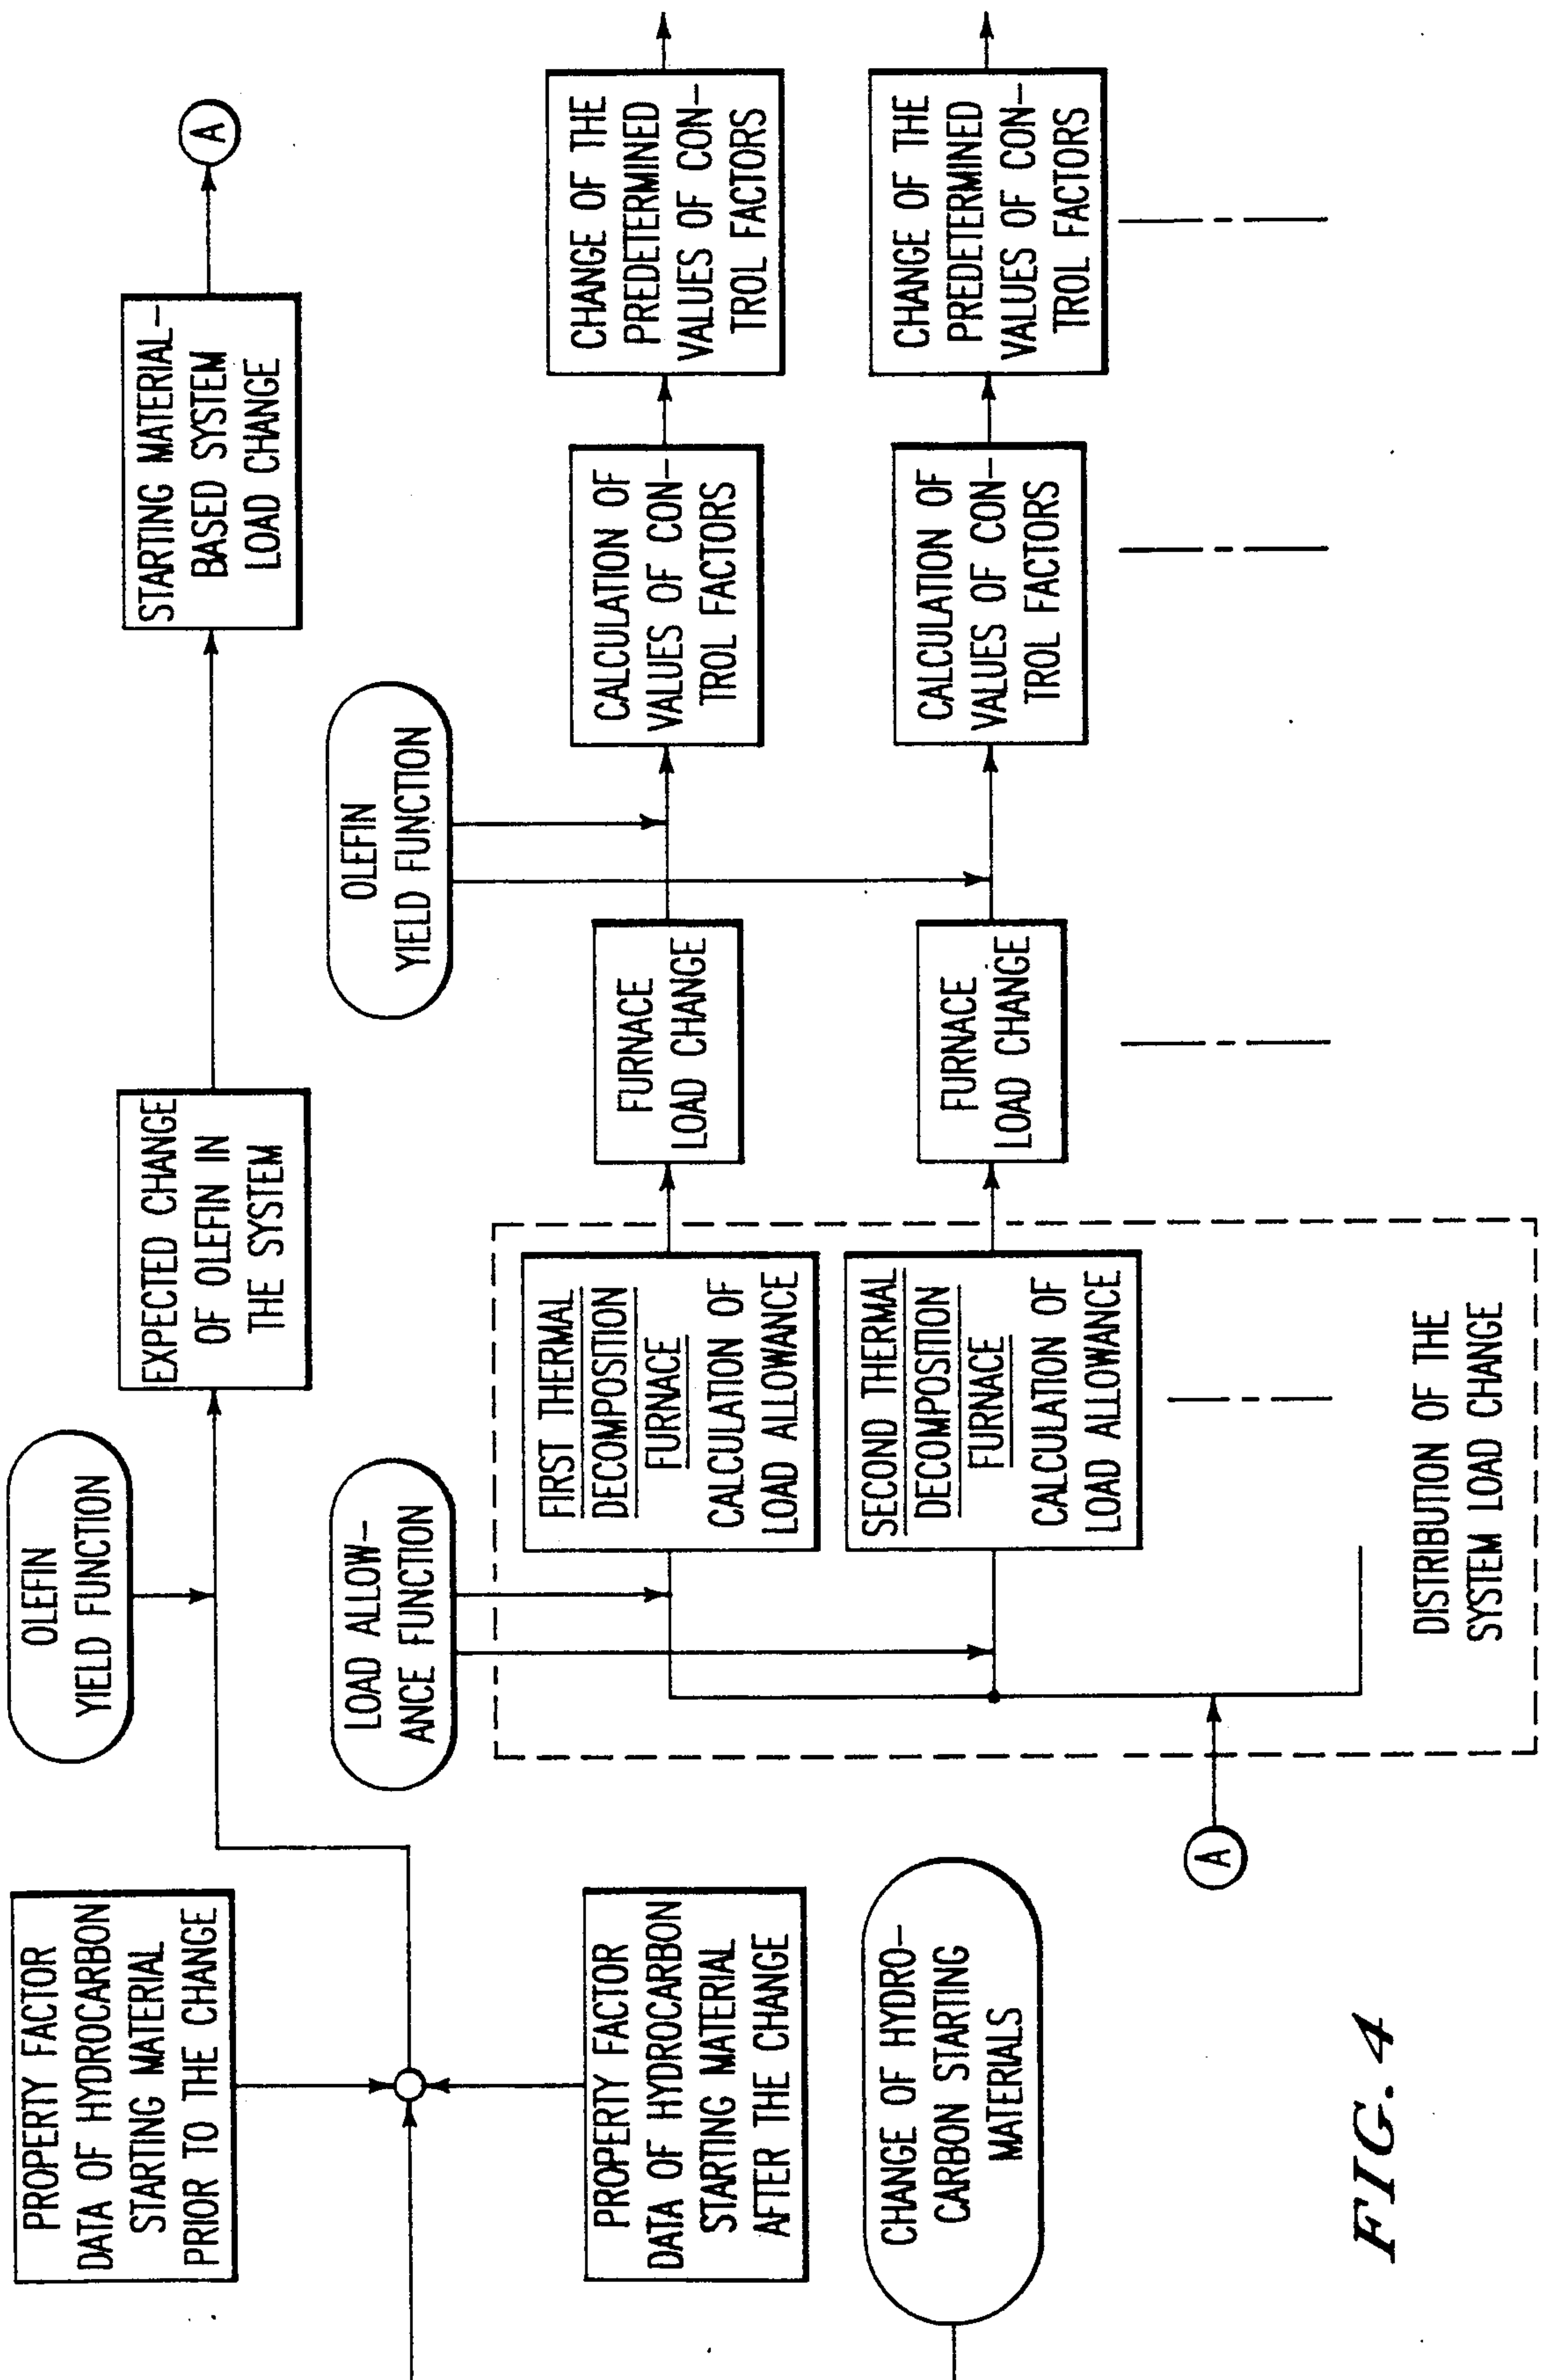 PROPERTY FACTOR
DATA OF HYDROCARBON
STARTING MATERIAL
PRIOR TO THE CHANGE
OLEFIN
YIELD FUNCTION
EXPECTED CHANGE
OF OLEFIN IN
THE SYSTEM
STARTING MATERIAL-
BASED SYSTEM
LOAD CHANGE
A
PROPERTY FACTOR
DATA OF HYDROCARBON
STARTING MATERIAL
AFTER THE CHANGE
CHANGE OF HYDRO-
CARBON STARTING
MATERIALS
LOAD ALLOW-
ANCE FUNCTION
OLEFIN
YIELD FUNCTION
FIRST THERMAL
DECOMPOSITION
FURNACE
CALCULATION OF
LOAD ALLOWANCE
FURNACE
LOAD CHANGE
CALCULATION OF
VALUES OF CON-
TROL FACTORS
CHANGE OF THE
PREDETERMINED
VALUES OF CON-
TROL FACTORS
SECOND THERMAL
DECOMPOSITION
FURNACE
CALCULATION OF
LOAD ALLOWANCE
FURNACE
LOAD CHANGE
CALCULATION OF
VALUES OF CON-
TROL FACTORS
CHANGE OF THE
PREDETERMINED
VALUES OF CON-
TROL FACTORS
A
DISTRIBUTION OF THE
SYSTEM LOAD CHANGE
FIG. 4